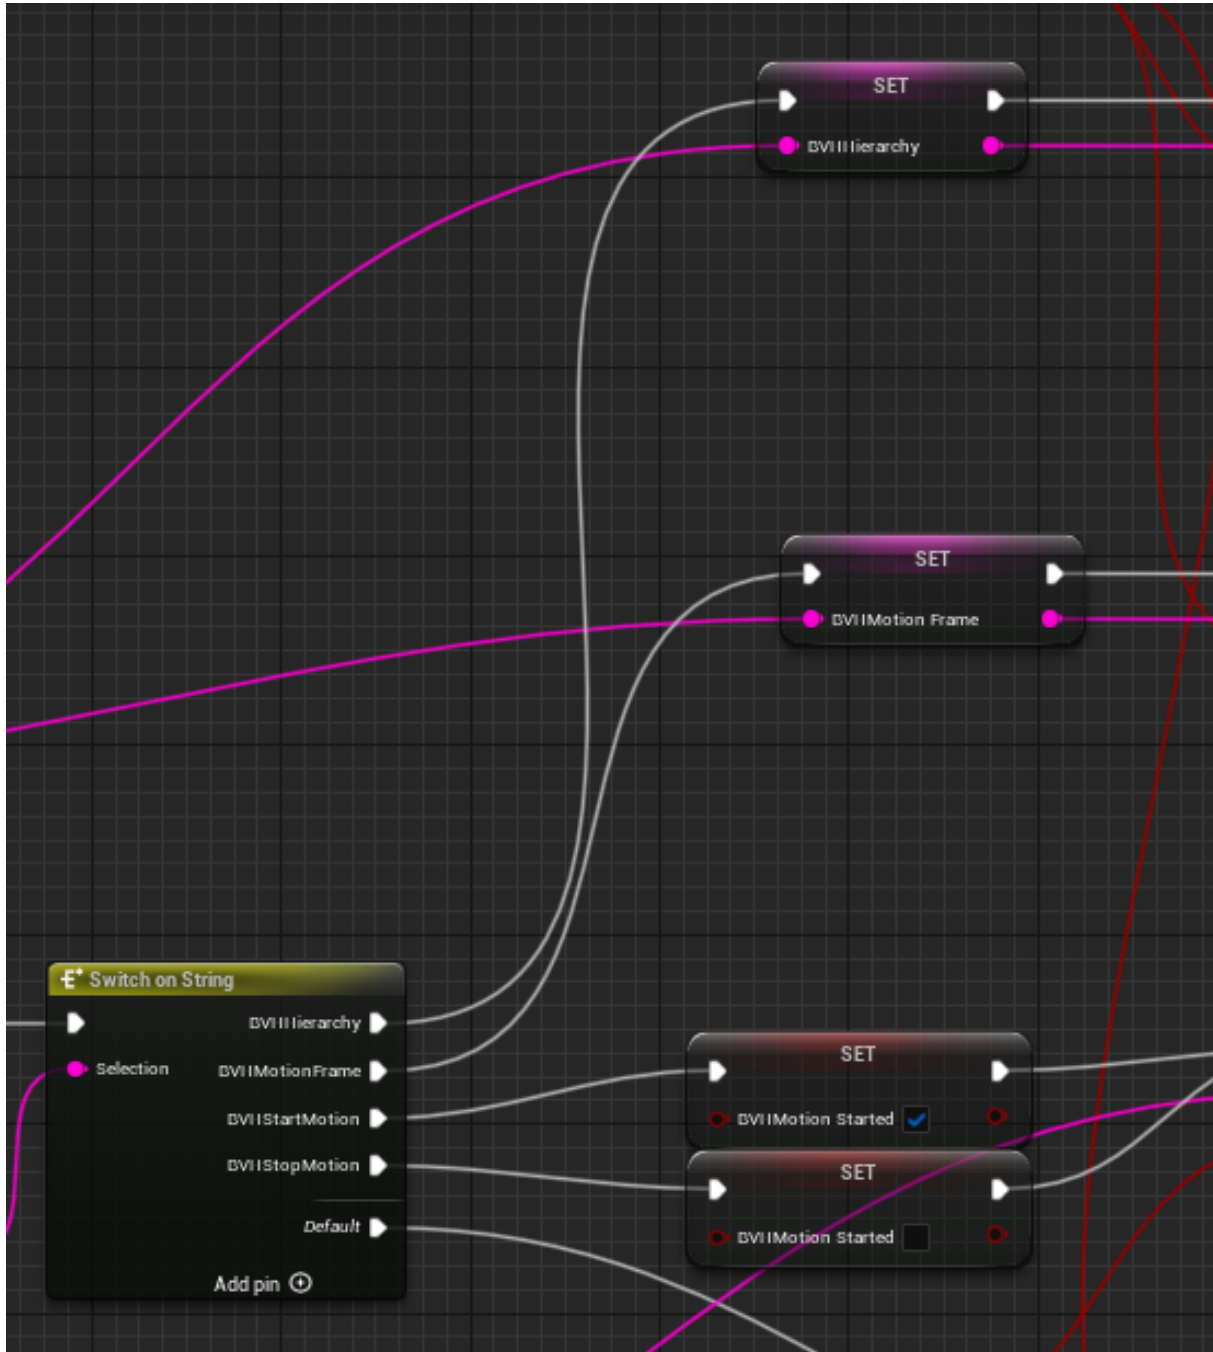 SET
BVHHierarchy
SET
BVHMotion Frame
Switch on String
BVHHierarchy
Selection
BVHMotionFrame
BVHStartMotion
BVHStopMotion
Default
Add pin
SET
BVHMotion Started
SET
BVHMotion Started